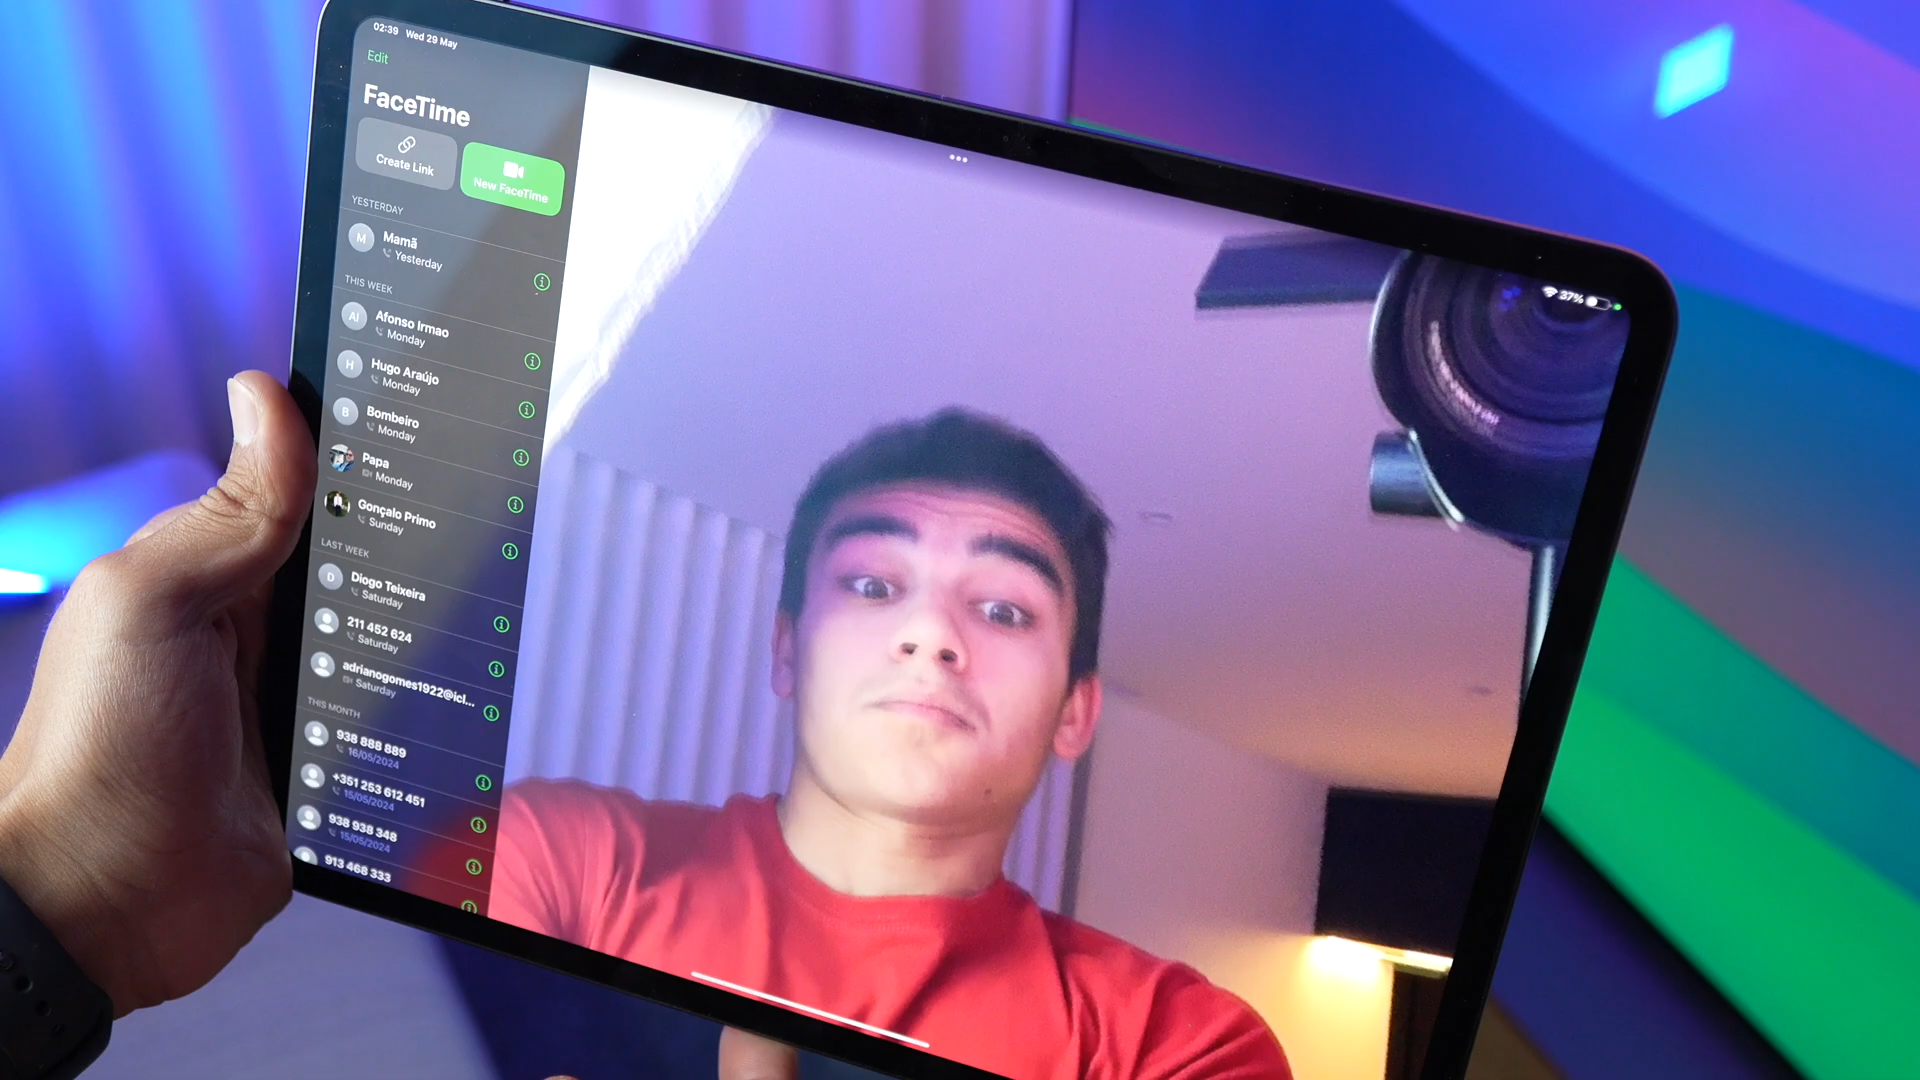 02:39 Wed 29 May
37%
Edit
FaceTime
Create Link
New FaceTime
YESTERDAY
M
Mamã
Yesterday
THIS WEEK
AI
Afonso Irmao
Monday
H
Hugo Araújo
Monday
B
Bombeiro
Monday
Papa
Monday
Gonçalo Primo
Sunday
LAST WEEK
D
Diogo Teixeira
Saturday
211 452 624
Saturday
adrianogomes1922@icl...
Saturday
THIS MONTH
938 888 889
16/05/2024
+351 253 612 451
15/05/2024
938 938 348
15/05/2024
913 468 333